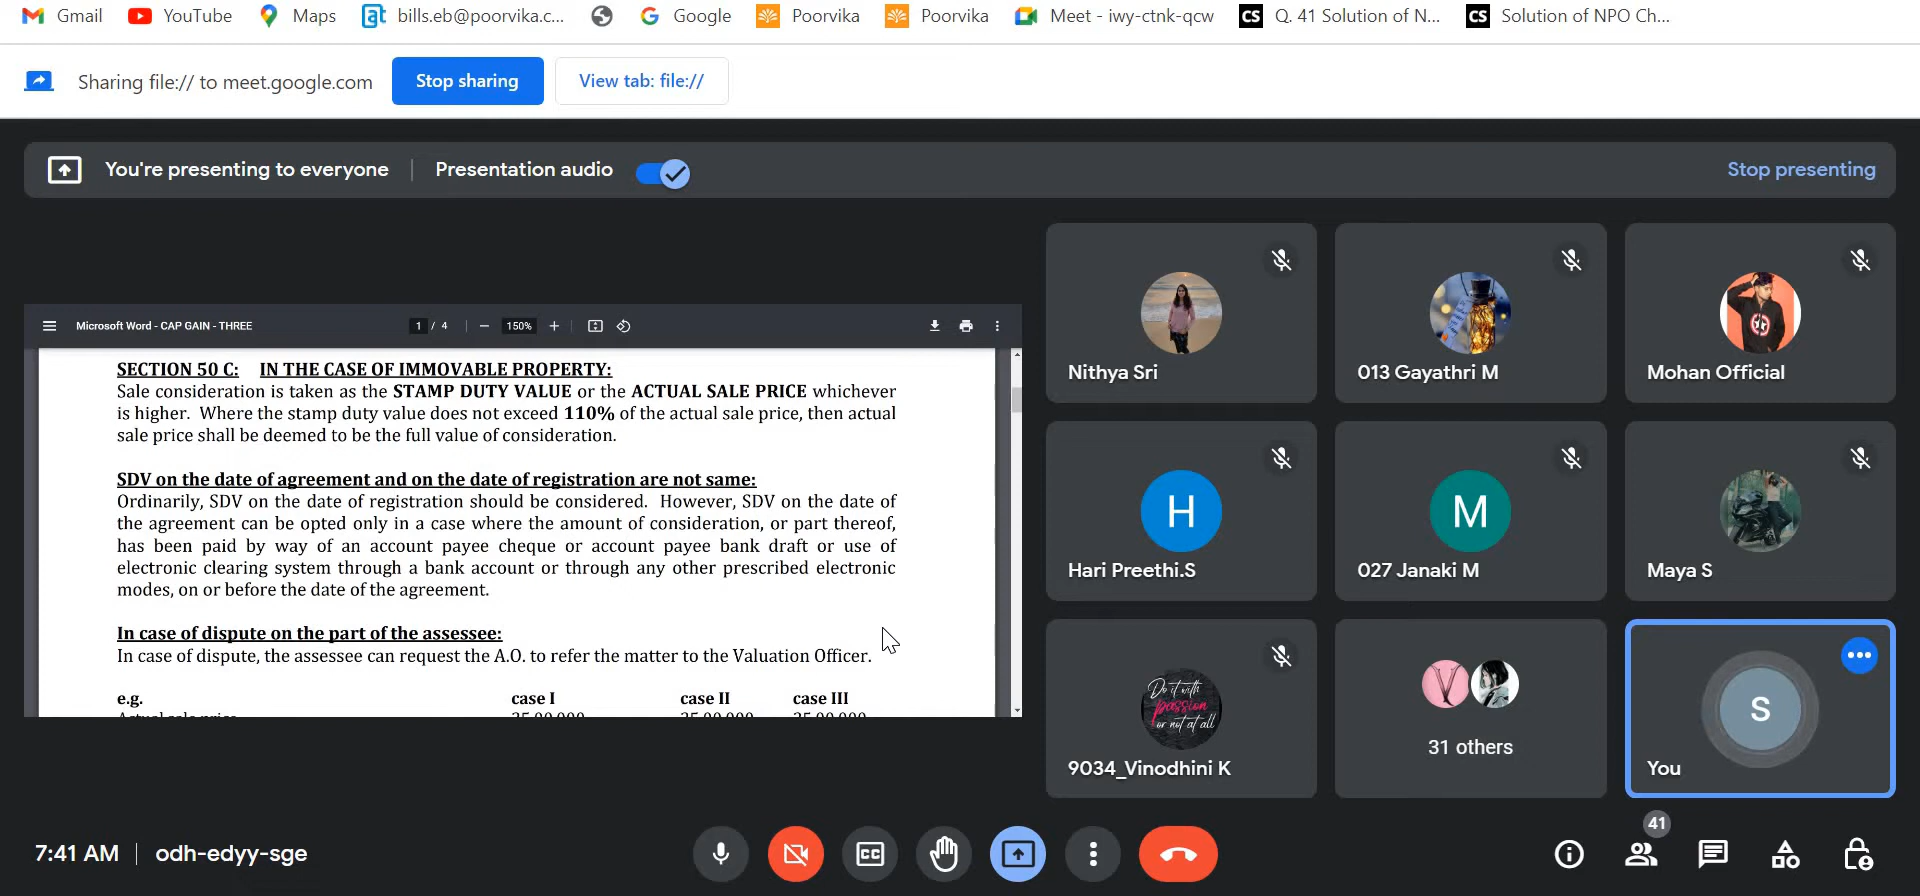 Gmail
YouTube
Maps
bills.eb@poorvika.c...
Google
Poorvika
Poorvika
Meet - iwy-ctnk-qcw
CS Q. 41 Solution of N...
CS Solution of NPO Ch...
Sharing file:// to meet.google.com
Stop sharing
View tab: file://
You're presenting to everyone
Presentation audio
Stop presenting
Microsoft Word - CAP GAIN - THREE
1 / 4
150%
SECTION 50 C: IN THE CASE OF IMMOVABLE PROPERTY:
Sale consideration is taken as the STAMP DUTY VALUE or the ACTUAL SALE PRICE whichever
is higher. Where the stamp duty value does not exceed 110% of the actual sale price, then actual
sale price shall be deemed to be the full value of consideration.
SDV on the date of agreement and on the date of registration are not same:
Ordinarily, SDV on the date of registration should be considered. However, SDV on the date of
the agreement can be opted only in a case where the amount of consideration, or part thereof,
has been paid by way of an account payee cheque or account payee bank draft or use of
electronic clearing system through a bank account or through any other prescribed electronic
modes, on or before the date of the agreement.
In case of dispute on the part of the assessee:
In case of dispute, the assessee can request the A.O. to refer the matter to the Valuation Officer.
e.g. case I case II case III
Nithya Sri
013 Gayathri M
Mohan Official
H
Hari Preethi.S
M
027 Janaki M
Maya S
Do it with
passion
or not at all
9034_Vinodhini K
V
31 others
S
You
7:41 AM
odh-edyy-sge
CC
41